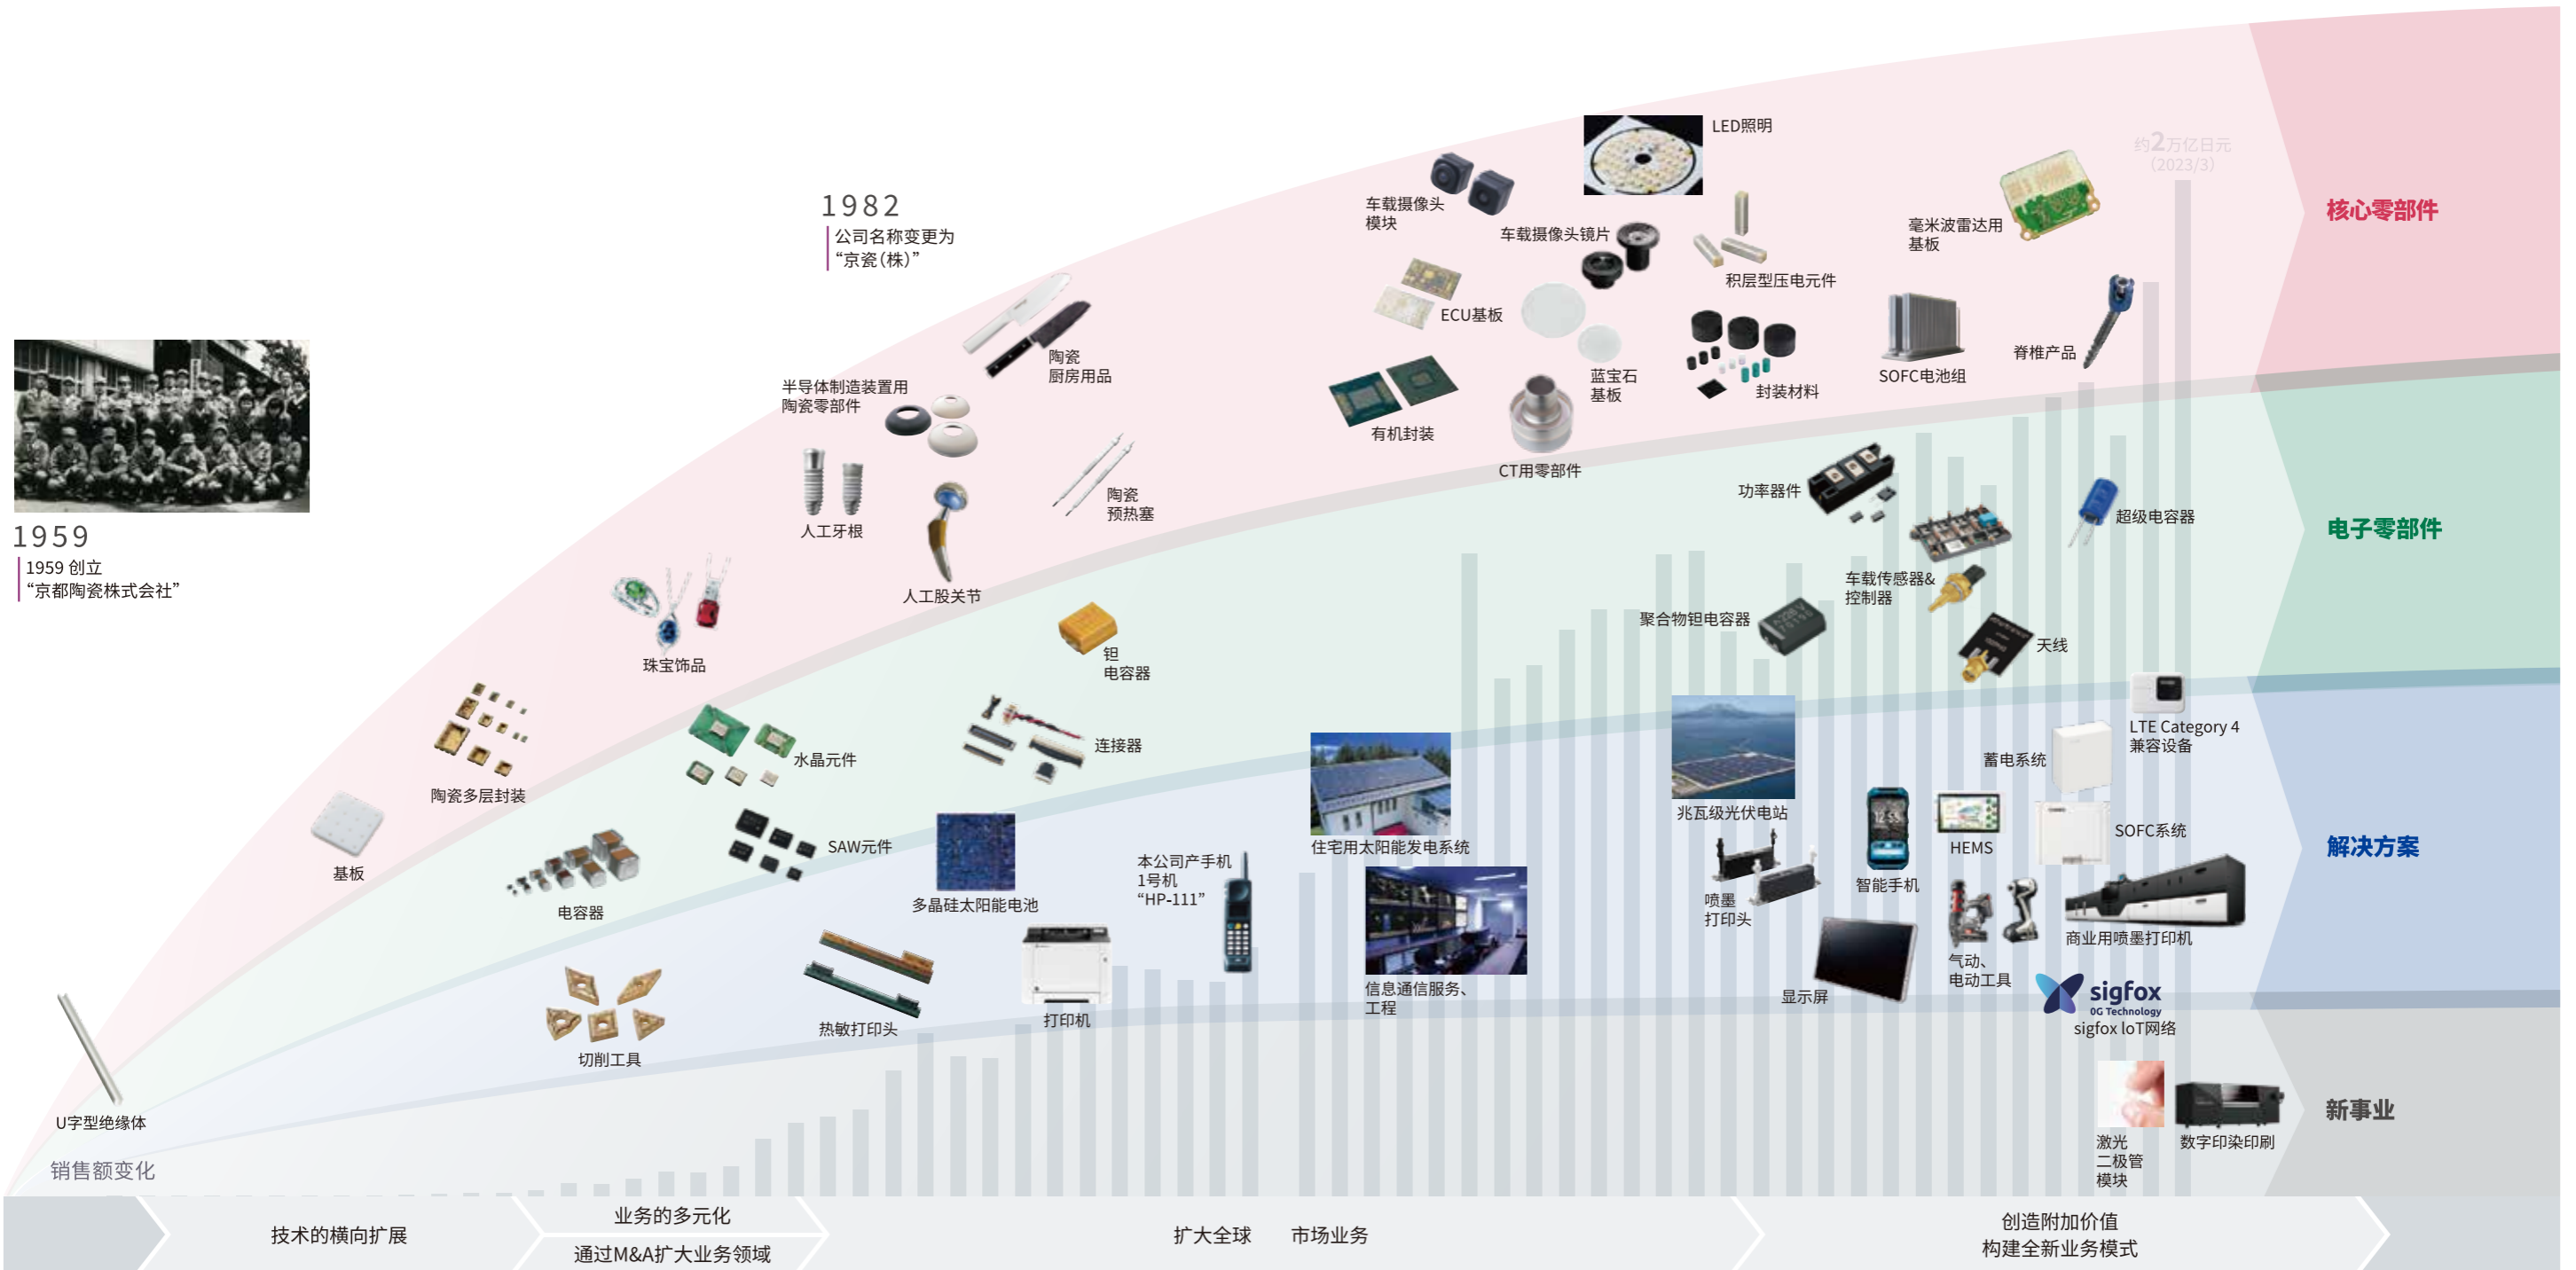 1959
1959 创立
“京都陶瓷株式会社”
1982
公司名称变更为
“京瓷（株）”
约2万亿日元
（2023/3）
LED照明
车载摄像头
模块
车载摄像头镜片
积层型压电元件
毫米波雷达用
基板
核心零部件
ECU基板
蓝宝石
基板
封装材料
SOFC电池组
脊椎产品
有机封装
CT用零部件
陶瓷
厨房用品
半导体制造装置用
陶瓷零部件
人工牙根
人工股关节
陶瓷
预热塞
珠宝饰品
陶瓷多层封装
基板
U字型绝缘体
功率器件
超级电容器
电子零部件
车载传感器&
控制器
聚合物钽电容器
天线
钽
电容器
连接器
水晶元件
SAW元件
电容器
LTE Category 4
兼容设备
蓄电系统
兆瓦级光伏电站
住宅用太阳能发电系统
SOFC系统
HEMS
解决方案
智能手机
喷墨
打印头
本公司产手机
1号机
“HP-111”
多晶硅太阳能电池
商业用喷墨打印机
气动、
电动工具
信息通信服务、
工程
显示屏
热敏打印头
打印机
切削工具
sigfox
0G Technology
sigfox loT网络
新事业
激光
二极管
模块
数字印染印刷
销售额变化
技术的横向扩展
业务的多元化
通过M&A扩大业务领域
扩大全球 市场业务
创造附加价值
构建全新业务模式